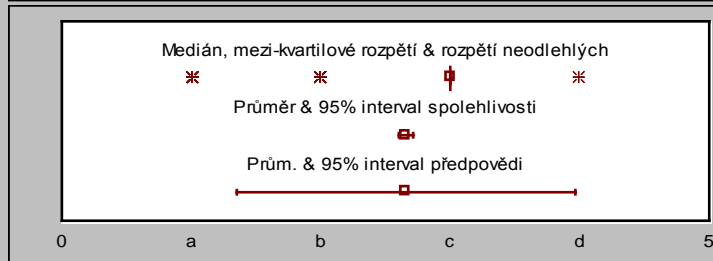 Medián, mezi-kvartilové rozpětí & rozpětí neodlehlých
Průměr & 95% interval spolehlivosti
Prům. & 95% interval předpovědi
0 a b c d 5